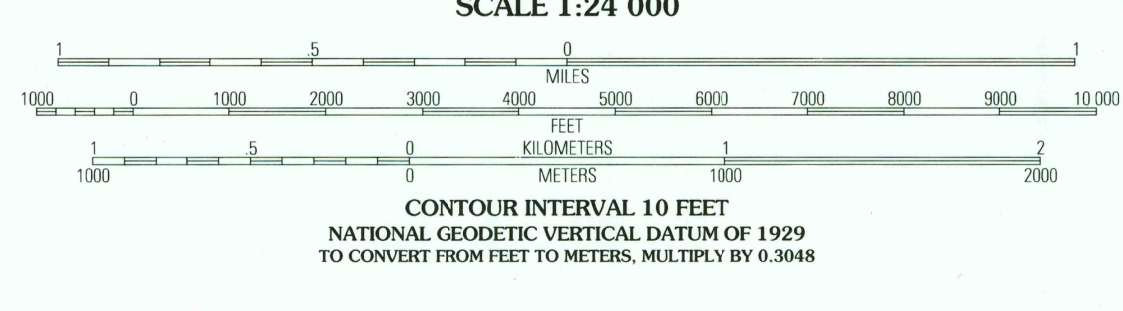 SCALE 1:24 000
1 .5 0 1
MILES
1000 0 1000 2000 3000 4000 5000 6000 7000 8000 9000 10 000
FEET
1 .5 0 KILOMETERS 1 2
1000 0 METERS 1000 2000
CONTOUR INTERVAL 10 FEET
NATIONAL GEODETIC VERTICAL DATUM OF 1929
TO CONVERT FROM FEET TO METERS, MULTIPLY BY 0.3048